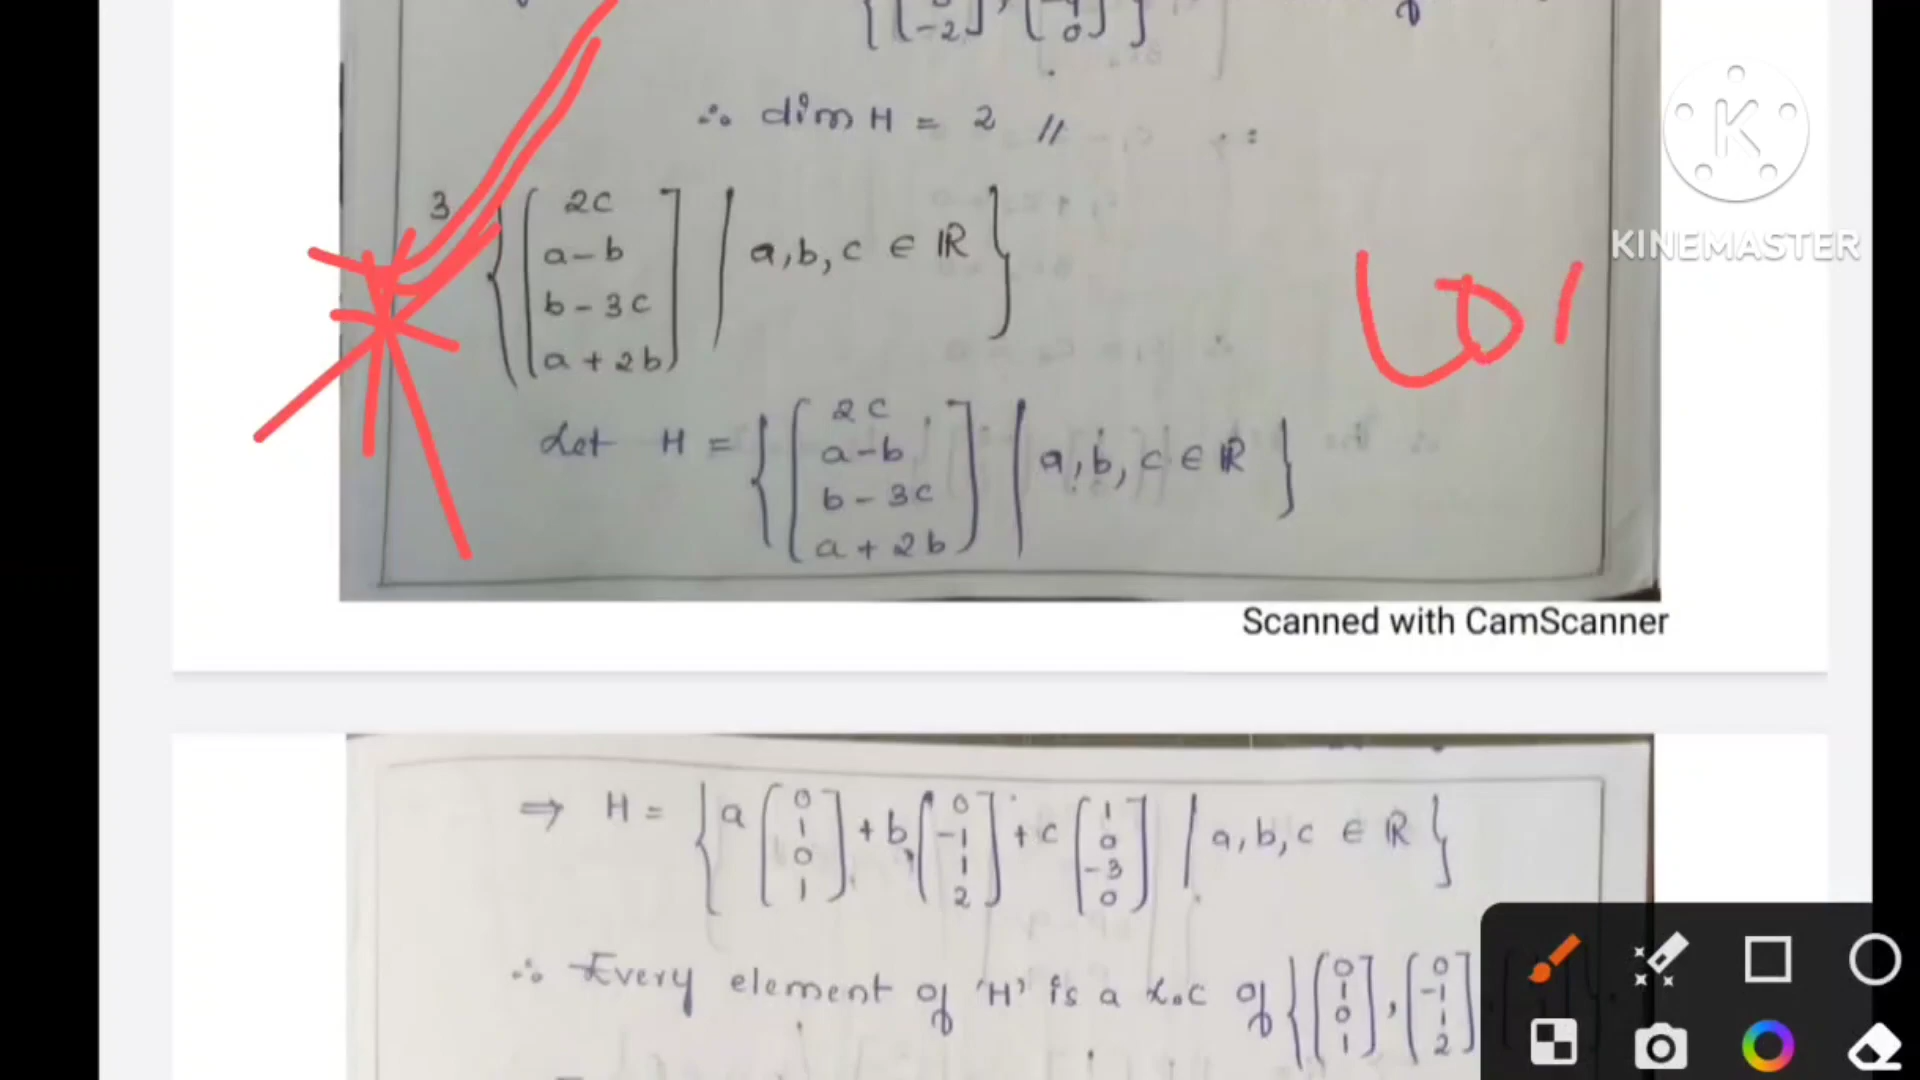 -2 0
∴ dim H = 2 //
3
{ [ 2c
a-b
b-3c
a+2b ] | a,b,c ∈ ℝ }
Let H = { [ 2c
a-b
b-3c
a+2b ] | a,b,c ∈ ℝ }
KINEMASTER
Scanned with CamScanner
⇒ H = { a [ 0 1 0 1 ] + b [ 0 -1 1 2 ] + c [ 1 0 -3 0 ] | a,b,c ∈ ℝ }
∴ Every element of 'H' is a L.C of { [ 0 1 0 1 ] , [ 0 -1 1 2 ]